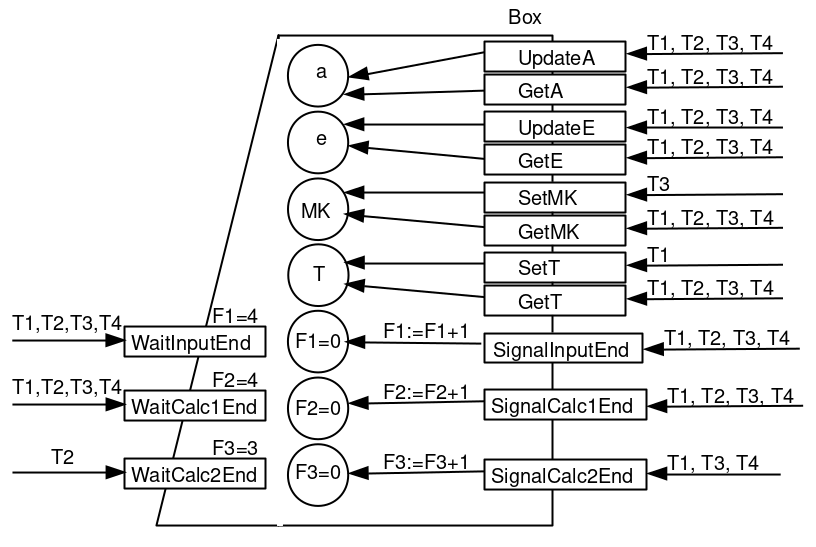 Box
a
UpdateA
T1, T2, T3, T4
GetA
T1, T2, T3, T4
e
UpdateE
T1, T2, T3, T4
GetE
T1, T2, T3, T4
MK
SetMK
T3
GetMK
T1, T2, T3, T4
T
SetT
T1
GetT
T1, T2, T3, T4
T1,T2,T3,T4
F1=4
WaitInputEnd
F1=0
F1:=F1+1
SignalInputEnd
T1, T2, T3, T4
T1,T2,T3,T4
F2=4
WaitCalc1End
F2=0
F2:=F2+1
SignalCalc1End
T1, T2, T3, T4
T2
F3=3
WaitCalc2End
F3=0
F3:=F3+1
SignalCalc2End
T1, T3, T4